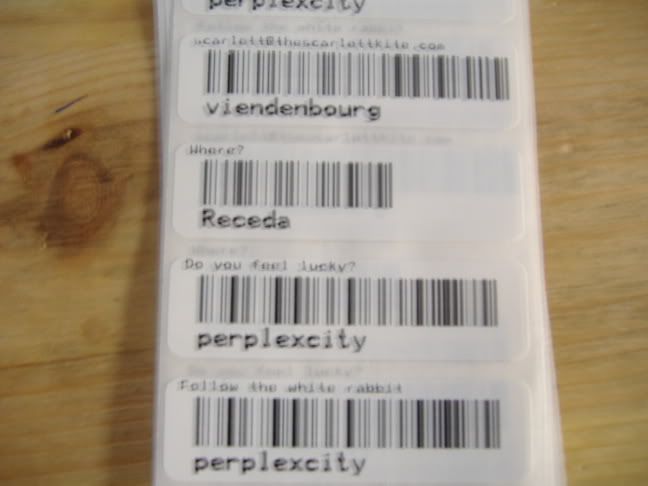 perplexcity
scarlett@thescarlettkite.com
viendenbourg
Where?
Receda
Do you feel lucky?
perplexcity
Follow the white rabbit
perplexcity